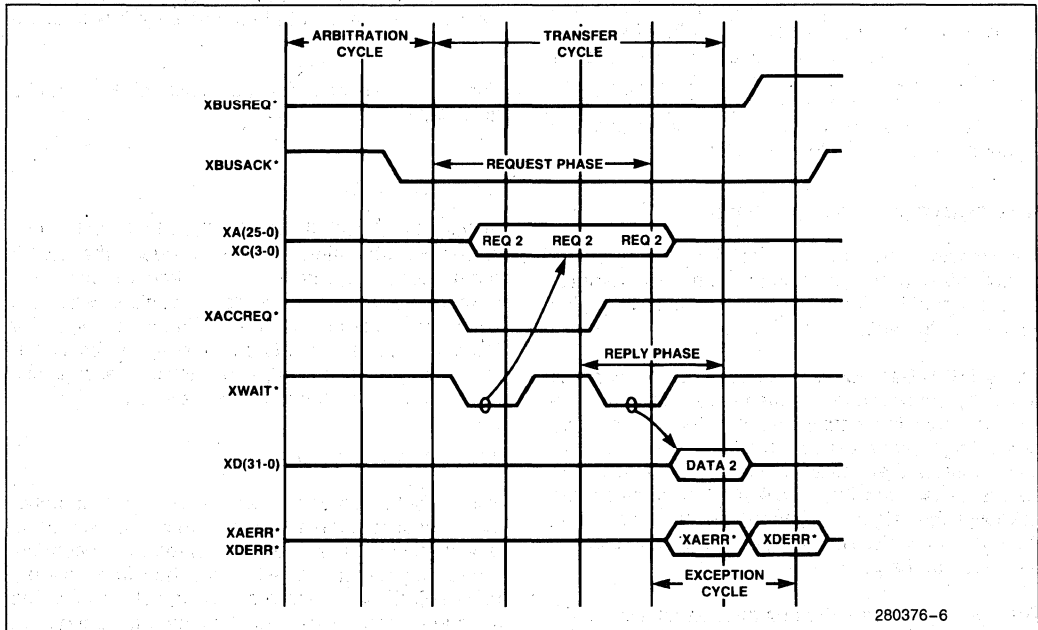 ARBITRATION
CYCLE
TRANSFER
CYCLE
XBUSREQ*
XBUSACK*
REQUEST PHASE
XA(25-0)
XC(3-0)
REQ 2 REQ 2 REQ 2
XACCREQ*
REPLY PHASE
XWAIT*
XD(31-0)
DATA 2
XAERR*
XDERR*
XAERR* XDERR*
EXCEPTION
CYCLE
280376-6